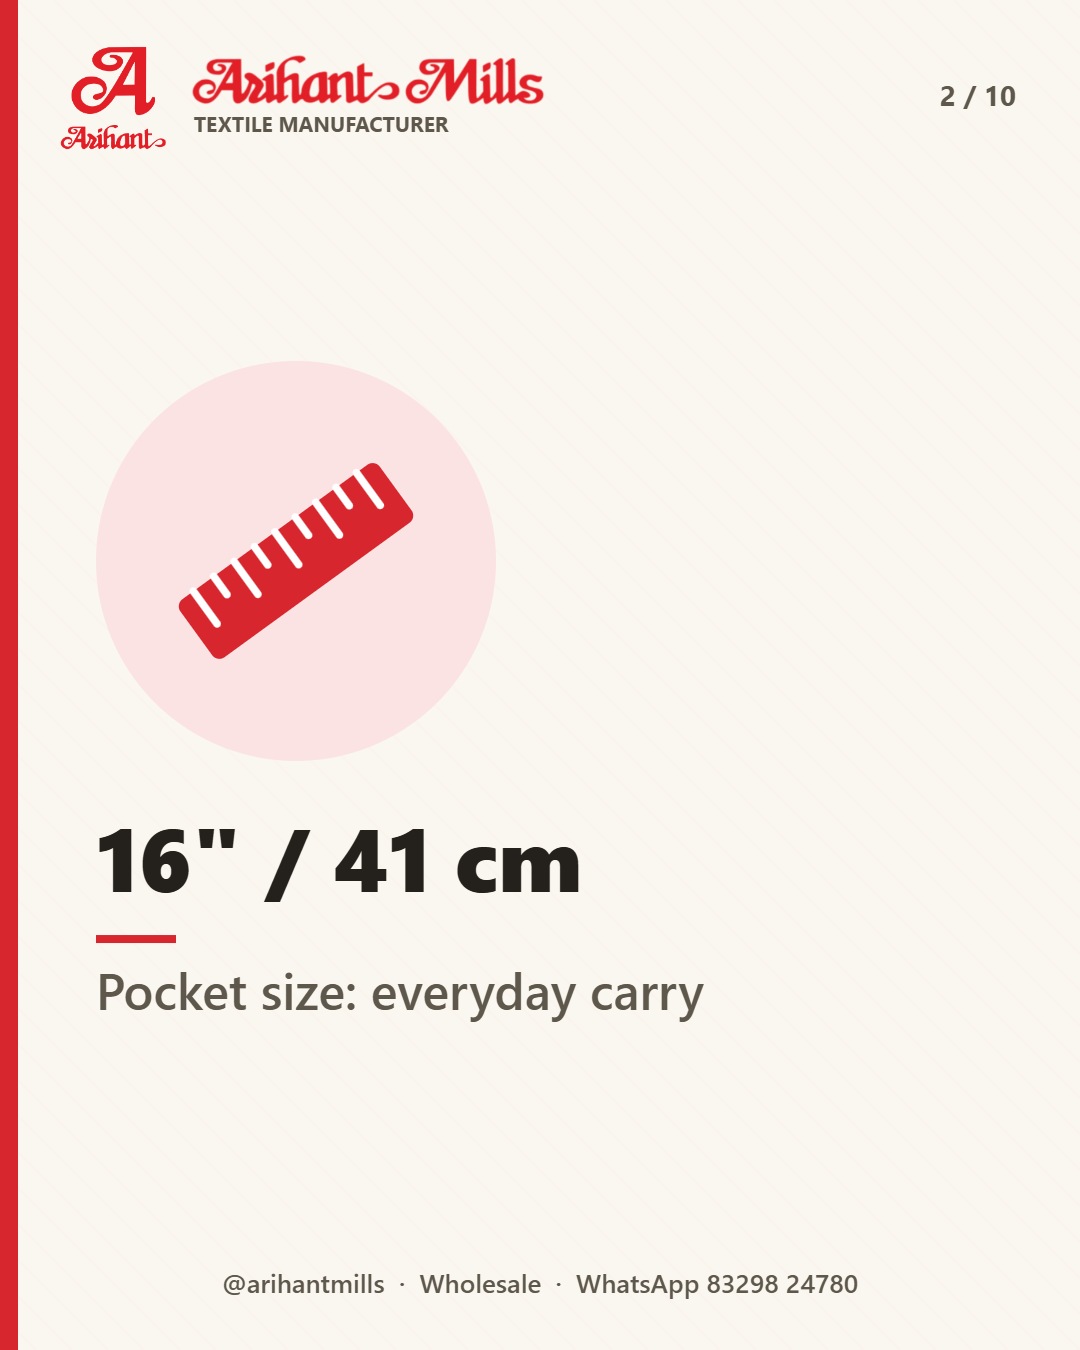 A
Arihant
Arihant Mills
TEXTILE MANUFACTURER
2 / 10
16" / 41 cm
Pocket size: everyday carry
@arihantmills · Wholesale · WhatsApp 83298 24780